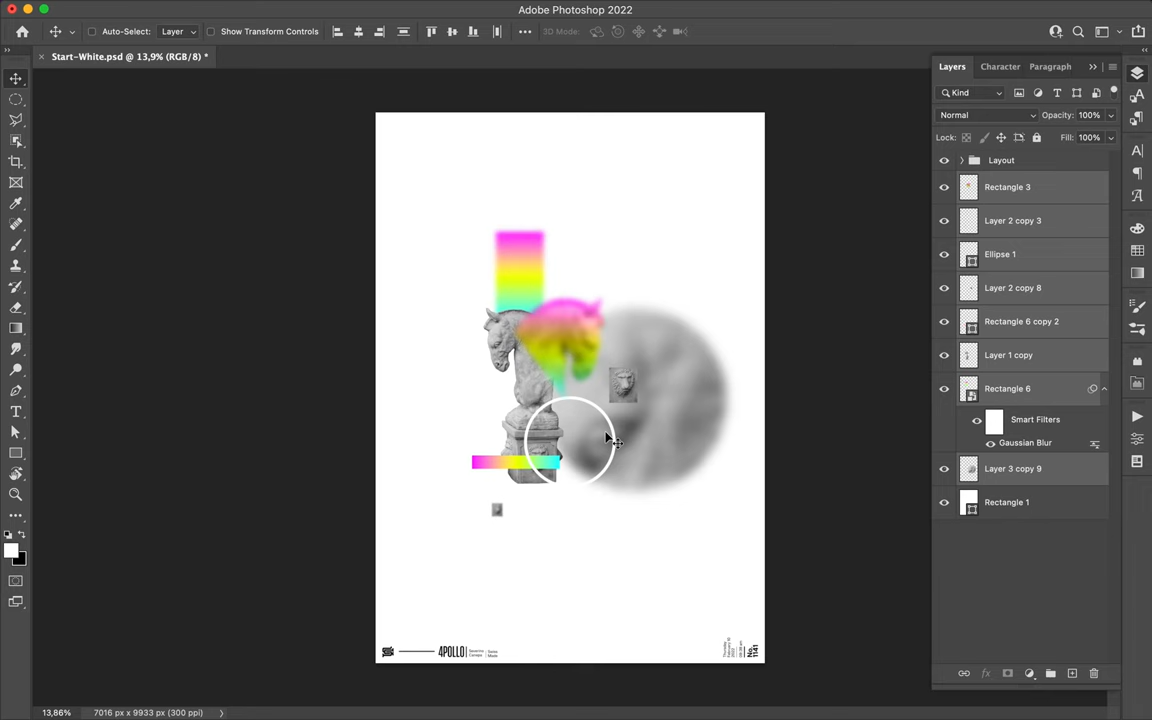 Adobe Photoshop 2022
Auto-Select: Layer Show Transform Controls 3D Mode:
Start-White.psd @ 13,9% (RGB/8) *
Layers Character Paragraph
Kind
Normal Opacity: 100%
Lock: Fill: 100%
Layout
Rectangle 3
Layer 2 copy 3
Ellipse 1
Layer 2 copy 8
Rectangle 6 copy 2
Layer 1 copy
Rectangle 6
Smart Filters
Gaussian Blur
Layer 3 copy 9
Rectangle 1
4POLLO
No. 1141
13,86% 7016 px x 9933 px (300 ppi)